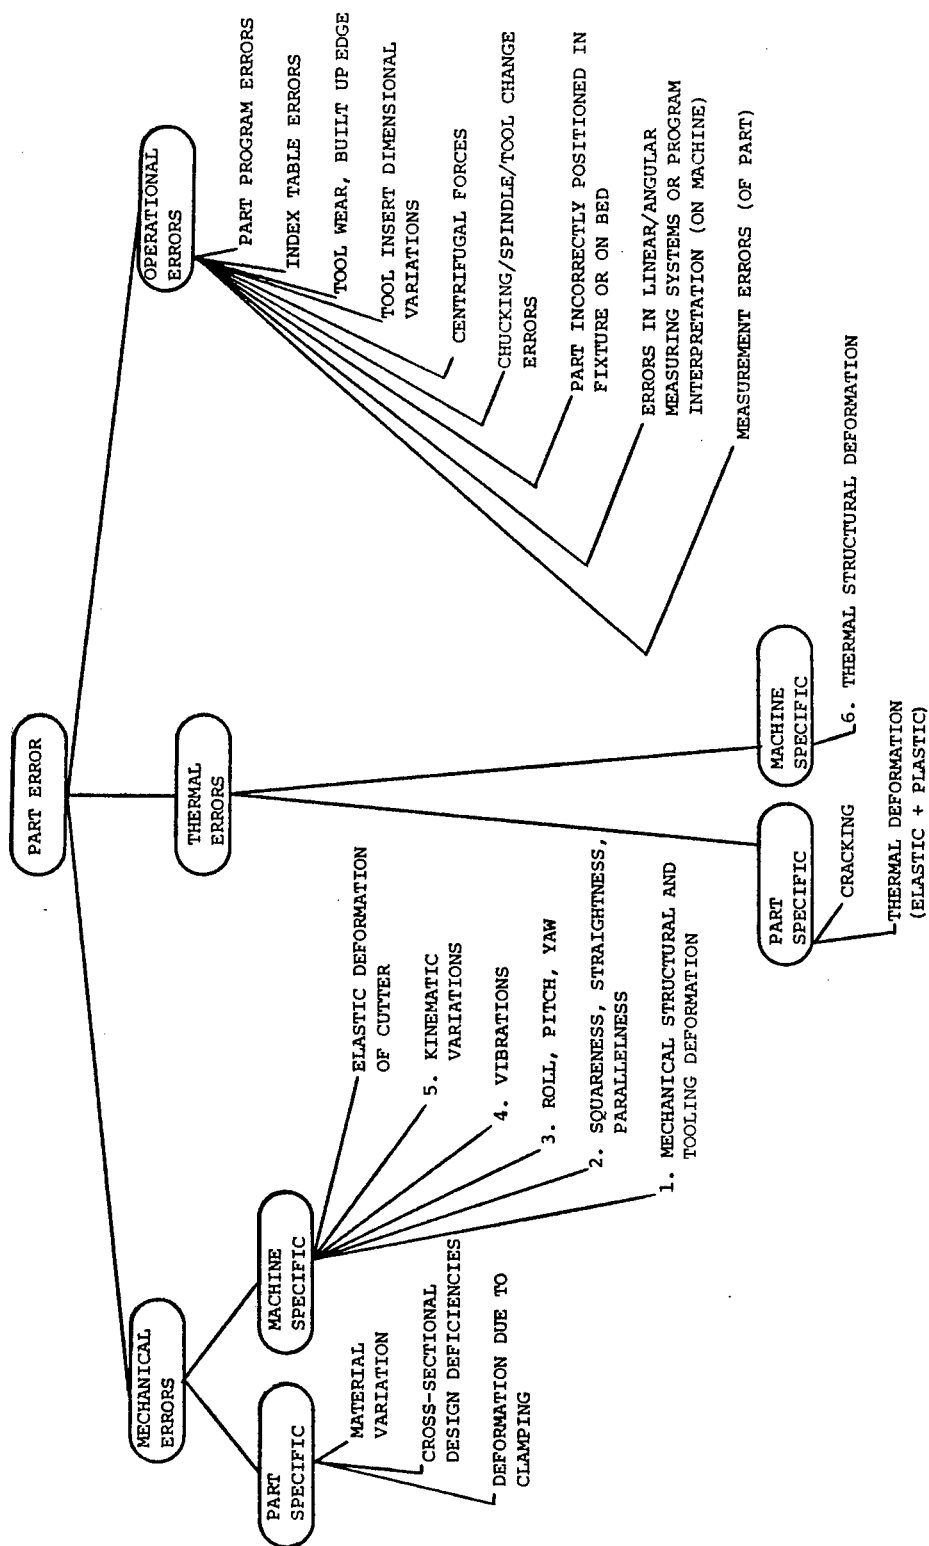 PART ERROR
MECHANICAL
ERRORS
THERMAL
ERRORS
OPERATIONAL
ERRORS
PART
SPECIFIC
MACHINE
SPECIFIC
MATERIAL
VARIATION
CROSS-SECTIONAL
DESIGN DEFICIENCIES
DEFORMATION DUE TO
CLAMPING
ELASTIC DEFORMATION
OF CUTTER
5. KINEMATIC
VARIATIONS
4. VIBRATIONS
3. ROLL, PITCH, YAW
2. SQUARENESS, STRAIGHTNESS,
PARALLELNESS
1. MECHANICAL STRUCTURAL AND
TOOLING DEFORMATION
PART
SPECIFIC
MACHINE
SPECIFIC
CRACKING
THERMAL DEFORMATION
(ELASTIC + PLASTIC)
6. THERMAL STRUCTURAL DEFORMATION
PART PROGRAM ERRORS
INDEX TABLE ERRORS
TOOL WEAR, BUILT UP EDGE
TOOL INSERT DIMENSIONAL
VARIATIONS
CENTRIFUGAL FORCES
CHUCKING/SPINDLE/TOOL CHANGE
ERRORS
PART INCORRECTLY POSITIONED IN
FIXTURE OR ON BED
ERRORS IN LINEAR/ANGULAR
MEASURING SYSTEMS OR PROGRAM
INTERPRETATION (ON MACHINE)
MEASUREMENT ERRORS (OF PART)